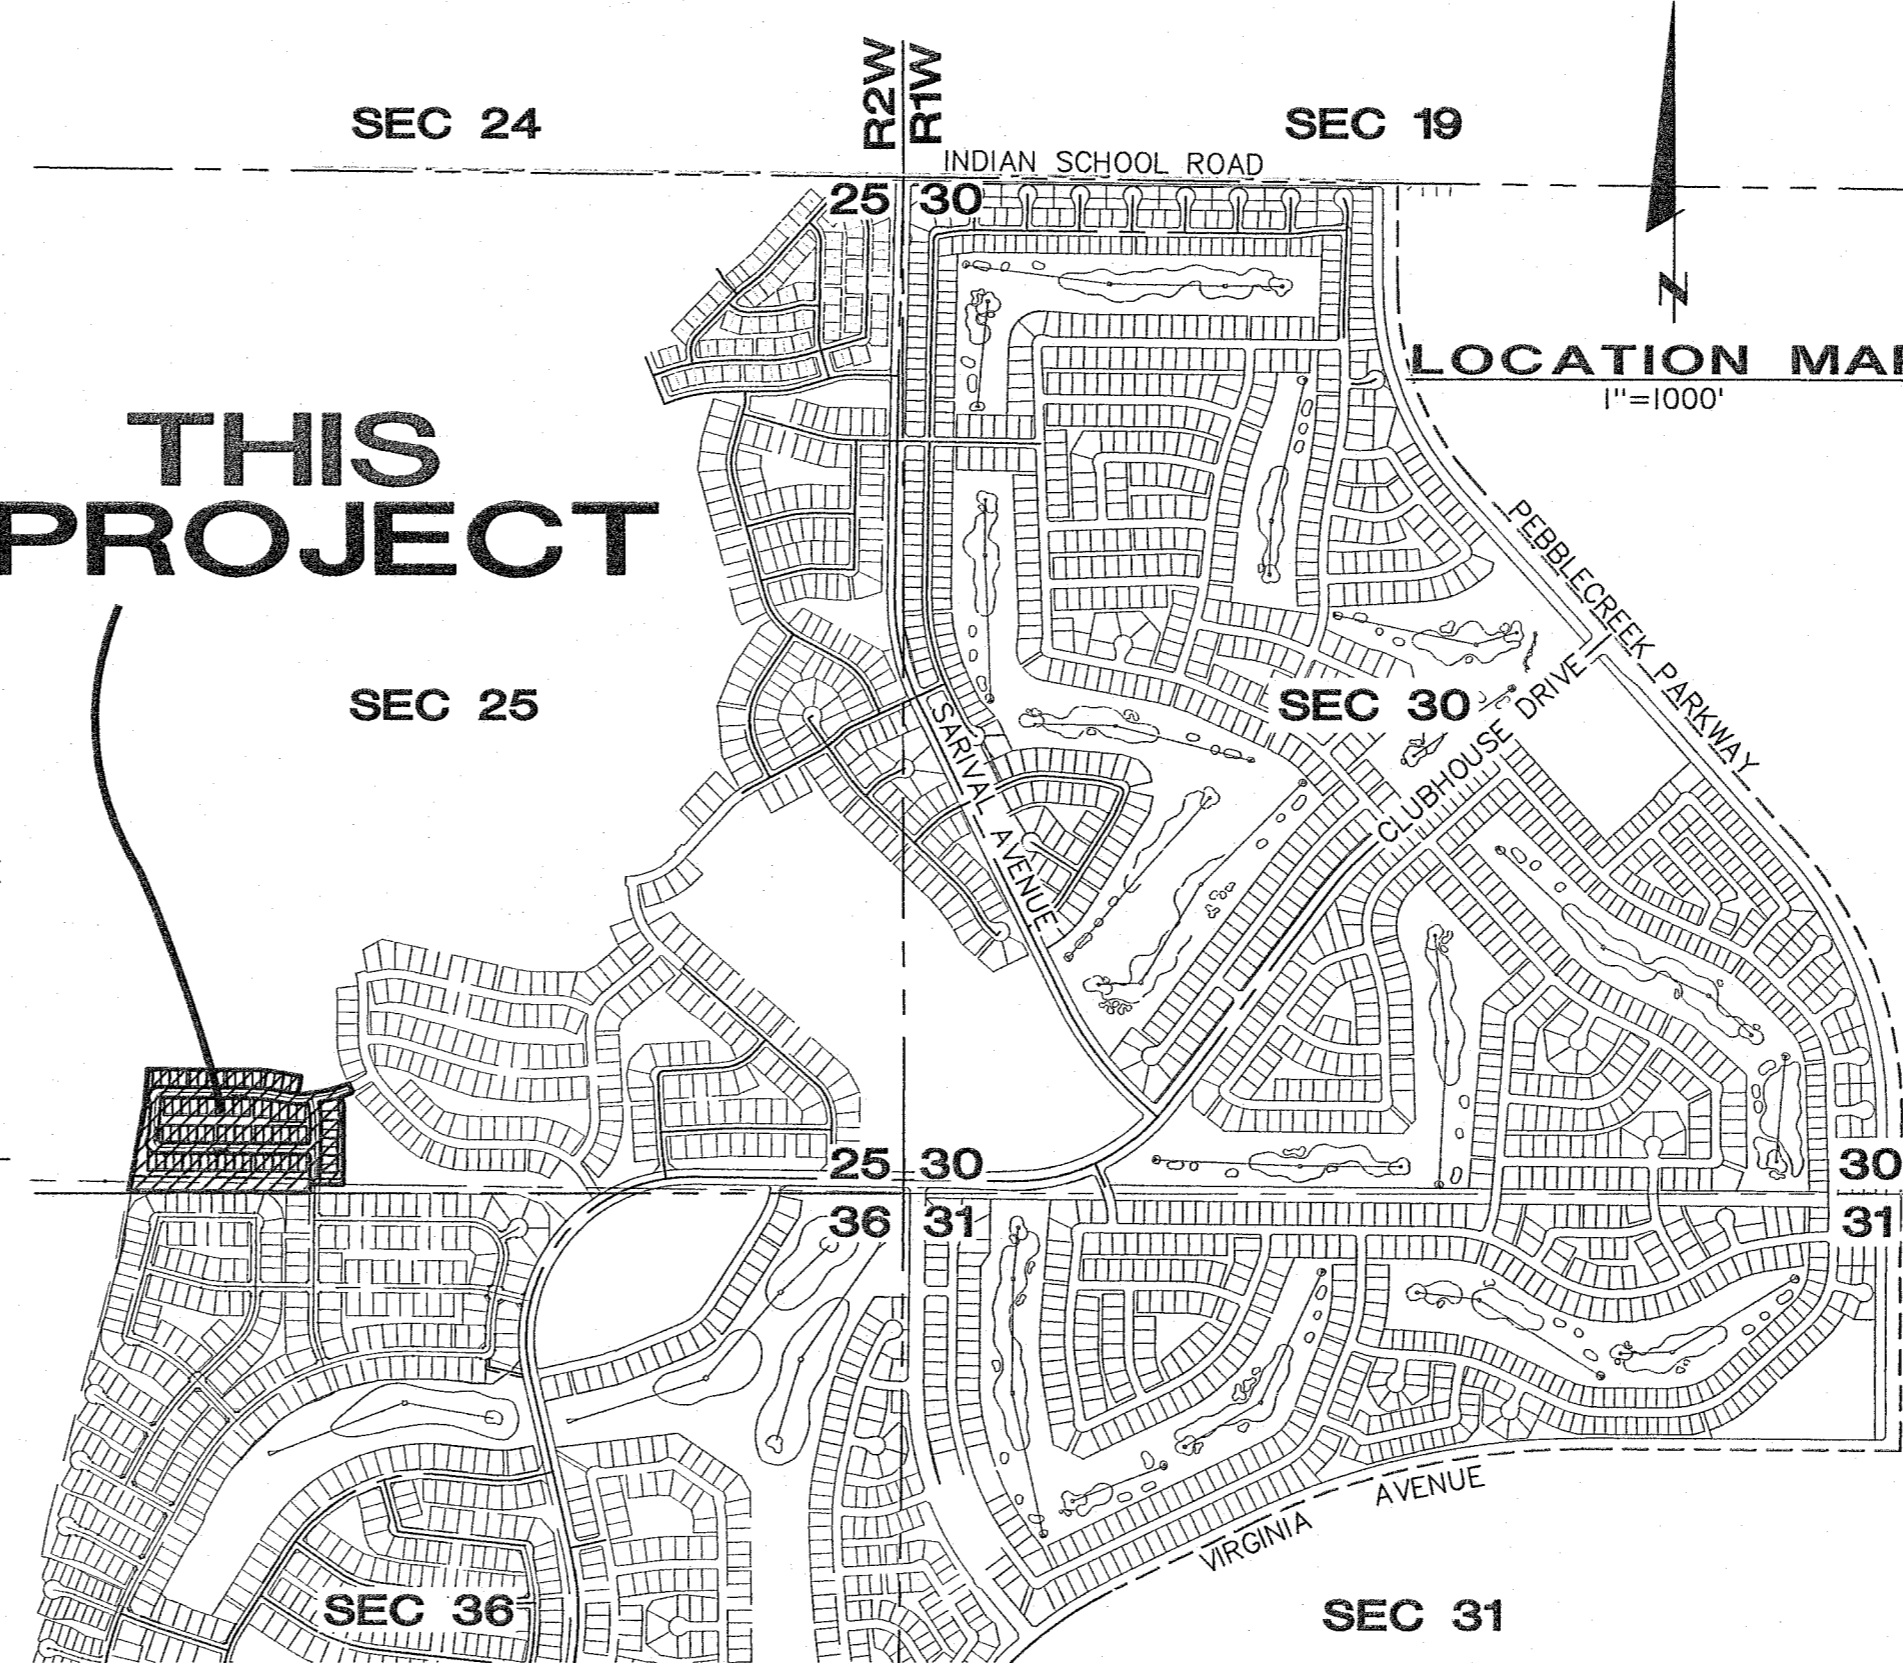 R2W
R1W
SEC 24
SEC 19
INDIAN SCHOOL ROAD
25
30
N
LOCATION MAP
1"=1000'
THIS
PROJECT
PEBBLECREEK PARKWAY
SEC 25
SEC 30
SARIVAL AVENUE
CLUBHOUSE DRIVE
25
30
30
36
31
31
VIRGINIA AVENUE
SEC 36
SEC 31